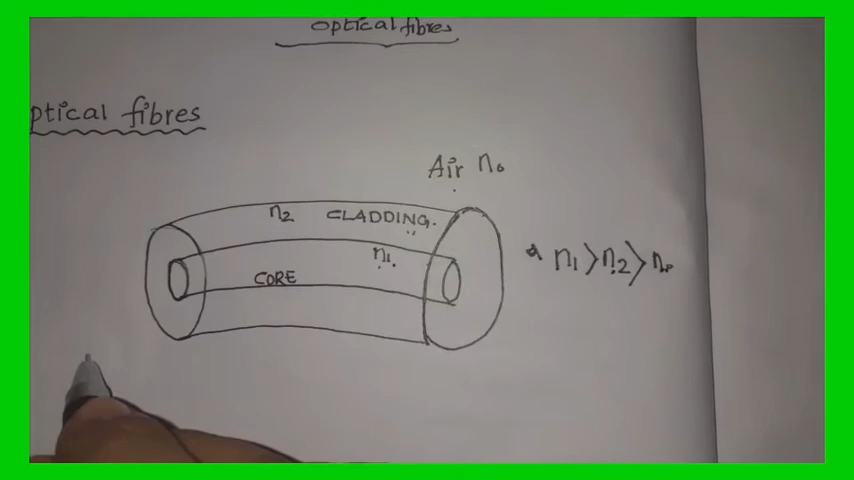 Optical fibres
ptical fibres
Air n₀
n₂ CLADDING.
n₁.
CORE
n₁>n₂>n₀